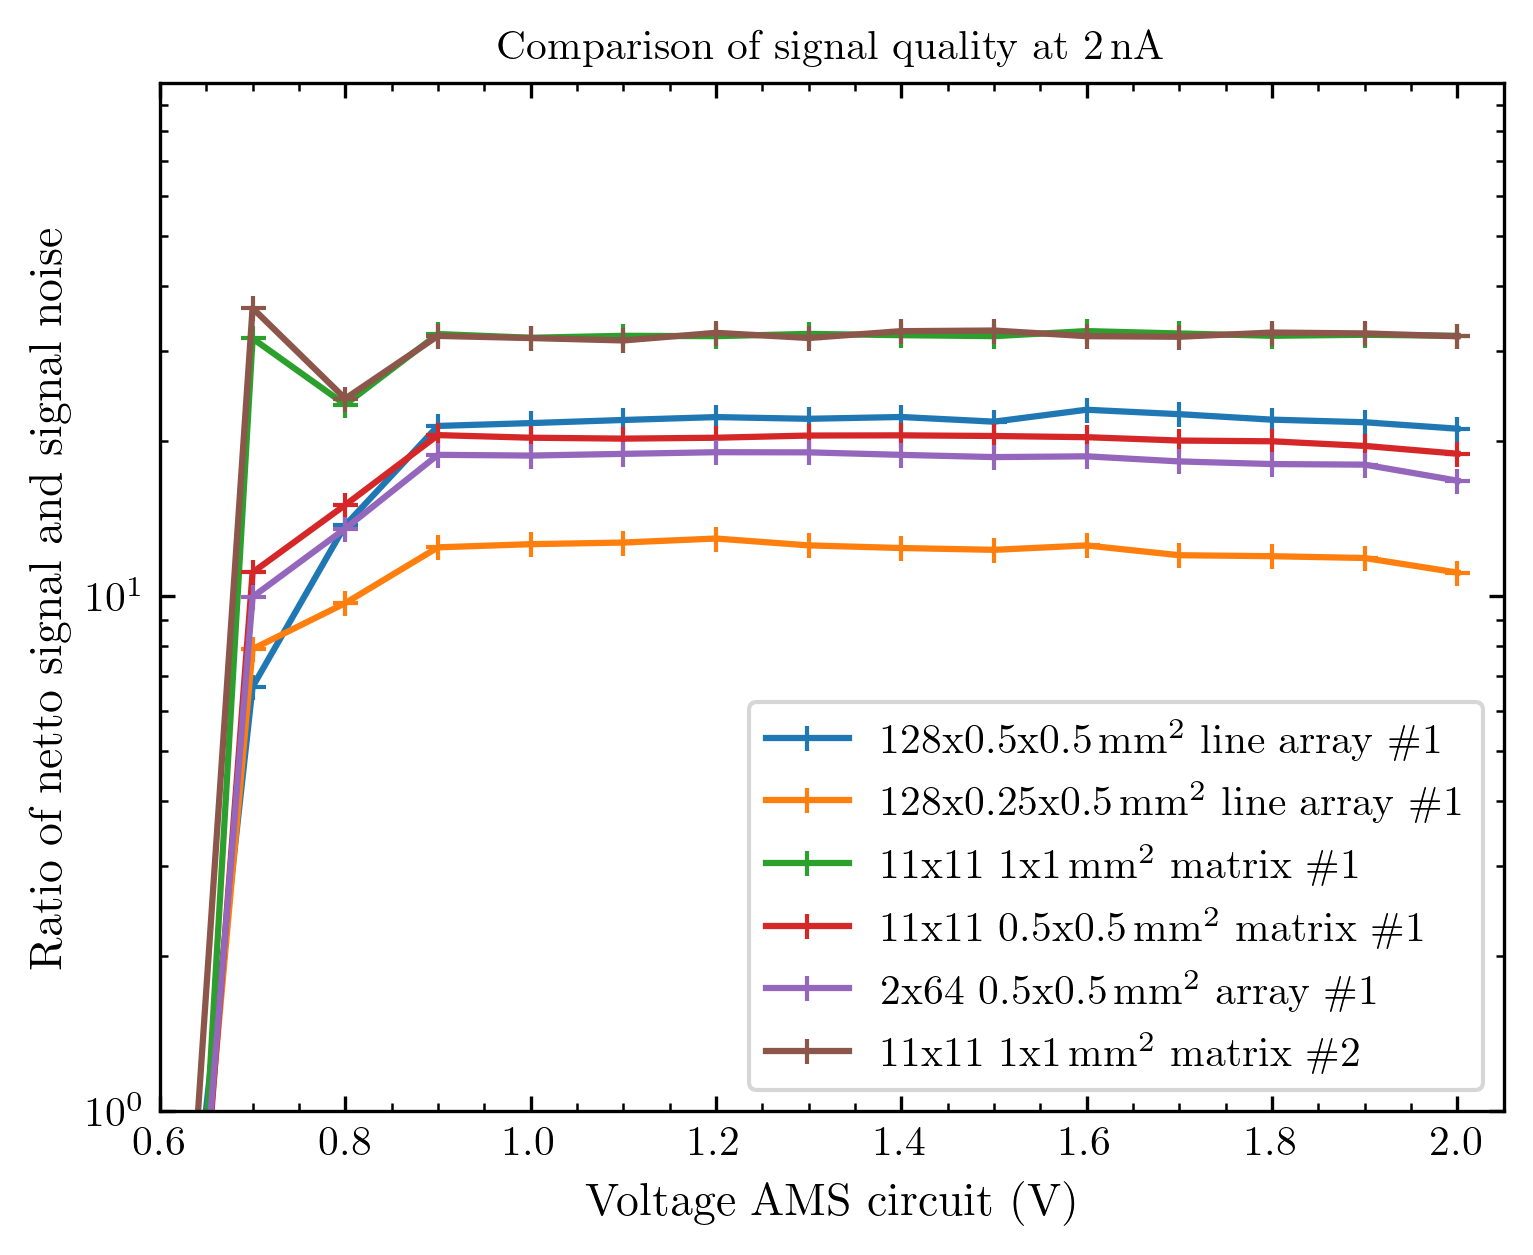 Comparison of signal quality at 2 nA
Ratio of netto signal and signal noise
10¹
10⁰
128x0.5x0.5 mm² line array #1
128x0.25x0.5 mm² line array #1
11x11 1x1 mm² matrix #1
11x11 0.5x0.5 mm² matrix #1
2x64 0.5x0.5 mm² array #1
11x11 1x1 mm² matrix #2
0.6 0.8 1.0 1.2 1.4 1.6 1.8 2.0
Voltage AMS circuit (V)